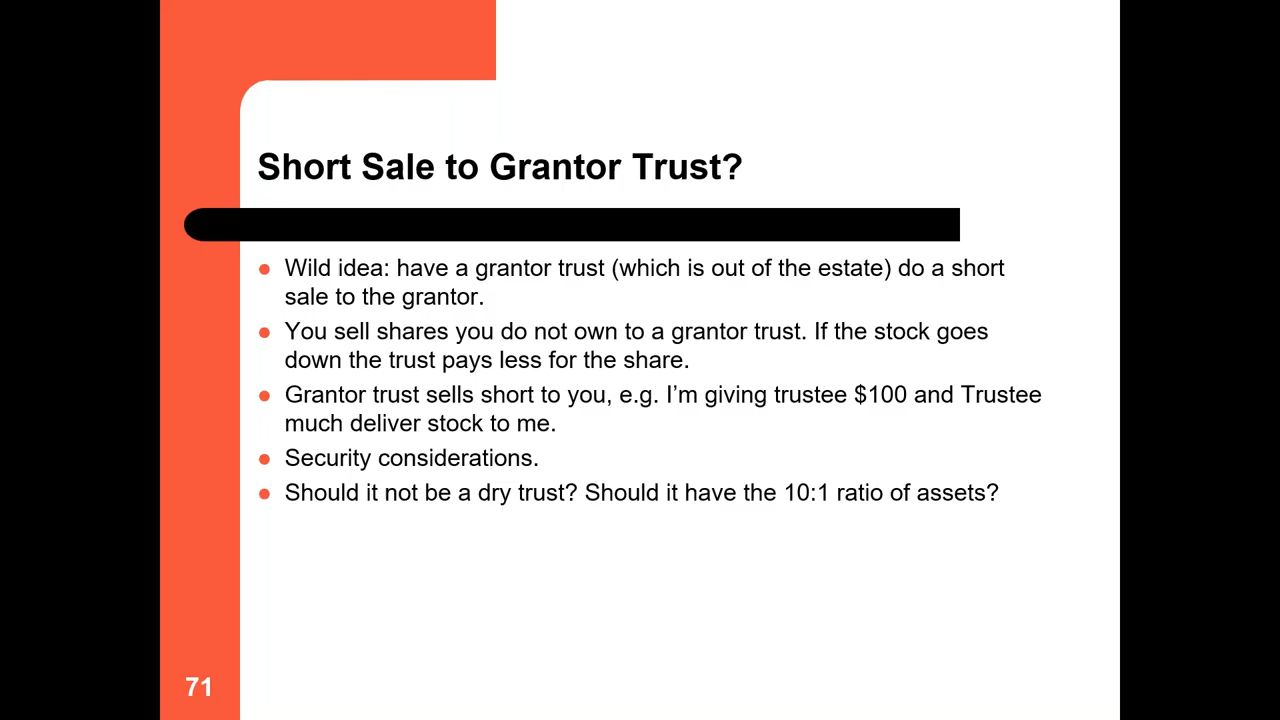 Short Sale to Grantor Trust?
● Wild idea: have a grantor trust (which is out of the estate) do a short
sale to the grantor.
● You sell shares you do not own to a grantor trust. If the stock goes
down the trust pays less for the share.
● Grantor trust sells short to you, e.g. I’m giving trustee $100 and Trustee
much deliver stock to me.
● Security considerations.
● Should it not be a dry trust? Should it have the 10:1 ratio of assets?
71